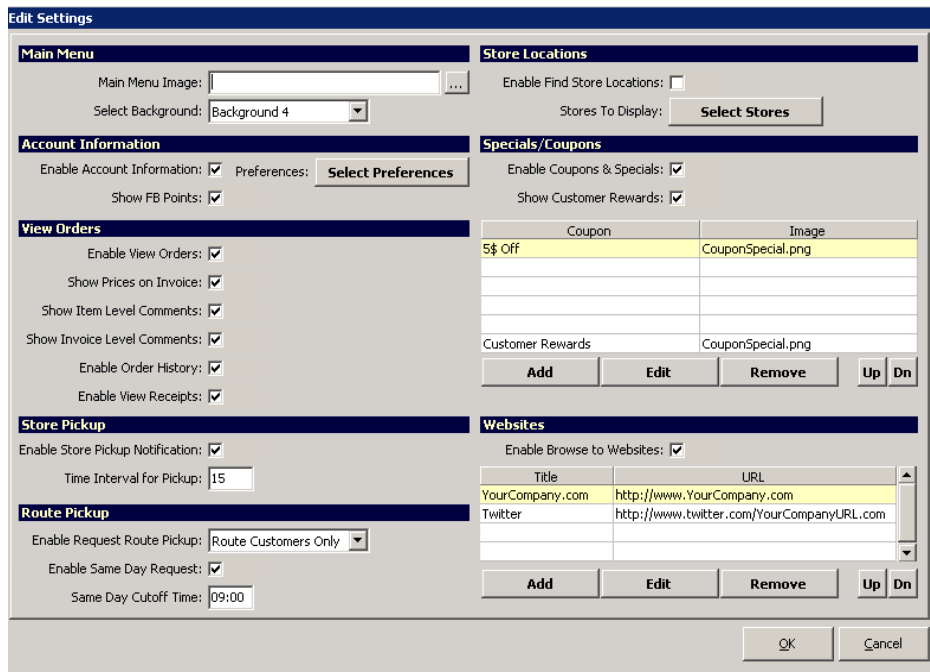 Edit Settings
Main Menu
Main Menu Image:
...
Select Background: Background 4
Account Information
Enable Account Information:
Preferences: Select Preferences
Show FB Points:
View Orders
Enable View Orders:
Show Prices on Invoice:
Show Item Level Comments:
Show Invoice Level Comments:
Enable Order History:
Enable View Receipts:
Store Pickup
Enable Store Pickup Notification:
Time Interval for Pickup: 15
Route Pickup
Enable Request Route Pickup: Route Customers Only
Enable Same Day Request:
Same Day Cutoff Time: 09:00
Store Locations
Enable Find Store Locations:
Stores To Display: Select Stores
Specials/Coupons
Enable Coupons & Specials:
Show Customer Rewards:
Coupon Image
5$ Off CouponSpecial.png
Customer Rewards CouponSpecial.png
Add Edit Remove Up Dn
Websites
Enable Browse to Websites:
Title URL
YourCompany.com http://www.YourCompany.com
Twitter http://www.twitter.com/YourCompanyURL.com
Add Edit Remove Up Dn
OK Cancel